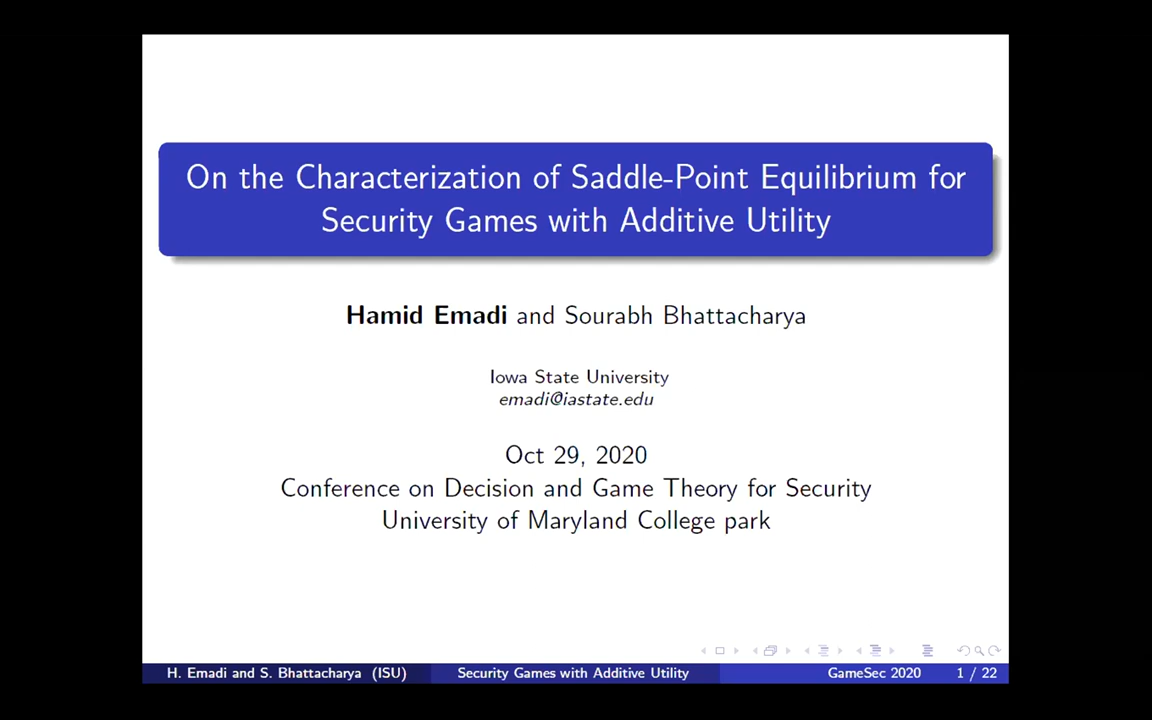 On the Characterization of Saddle-Point Equilibrium for
Security Games with Additive Utility
Hamid Emadi and Sourabh Bhattacharya
Iowa State University
emadi@iastate.edu
Oct 29, 2020
Conference on Decision and Game Theory for Security
University of Maryland College park
H. Emadi and S. Bhattacharya (ISU)
Security Games with Additive Utility
GameSec 2020
1 / 22